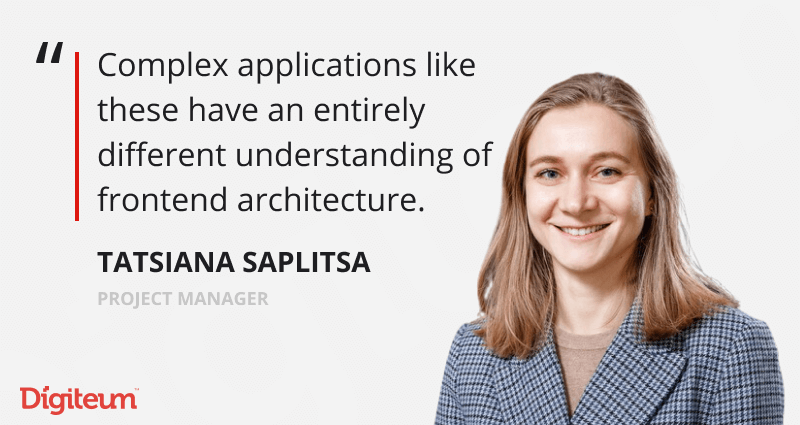 “
Complex applications like
these have an entirely
different understanding of
frontend architecture.
TATSIANA SAPLITSA
PROJECT MANAGER
Digiteum™